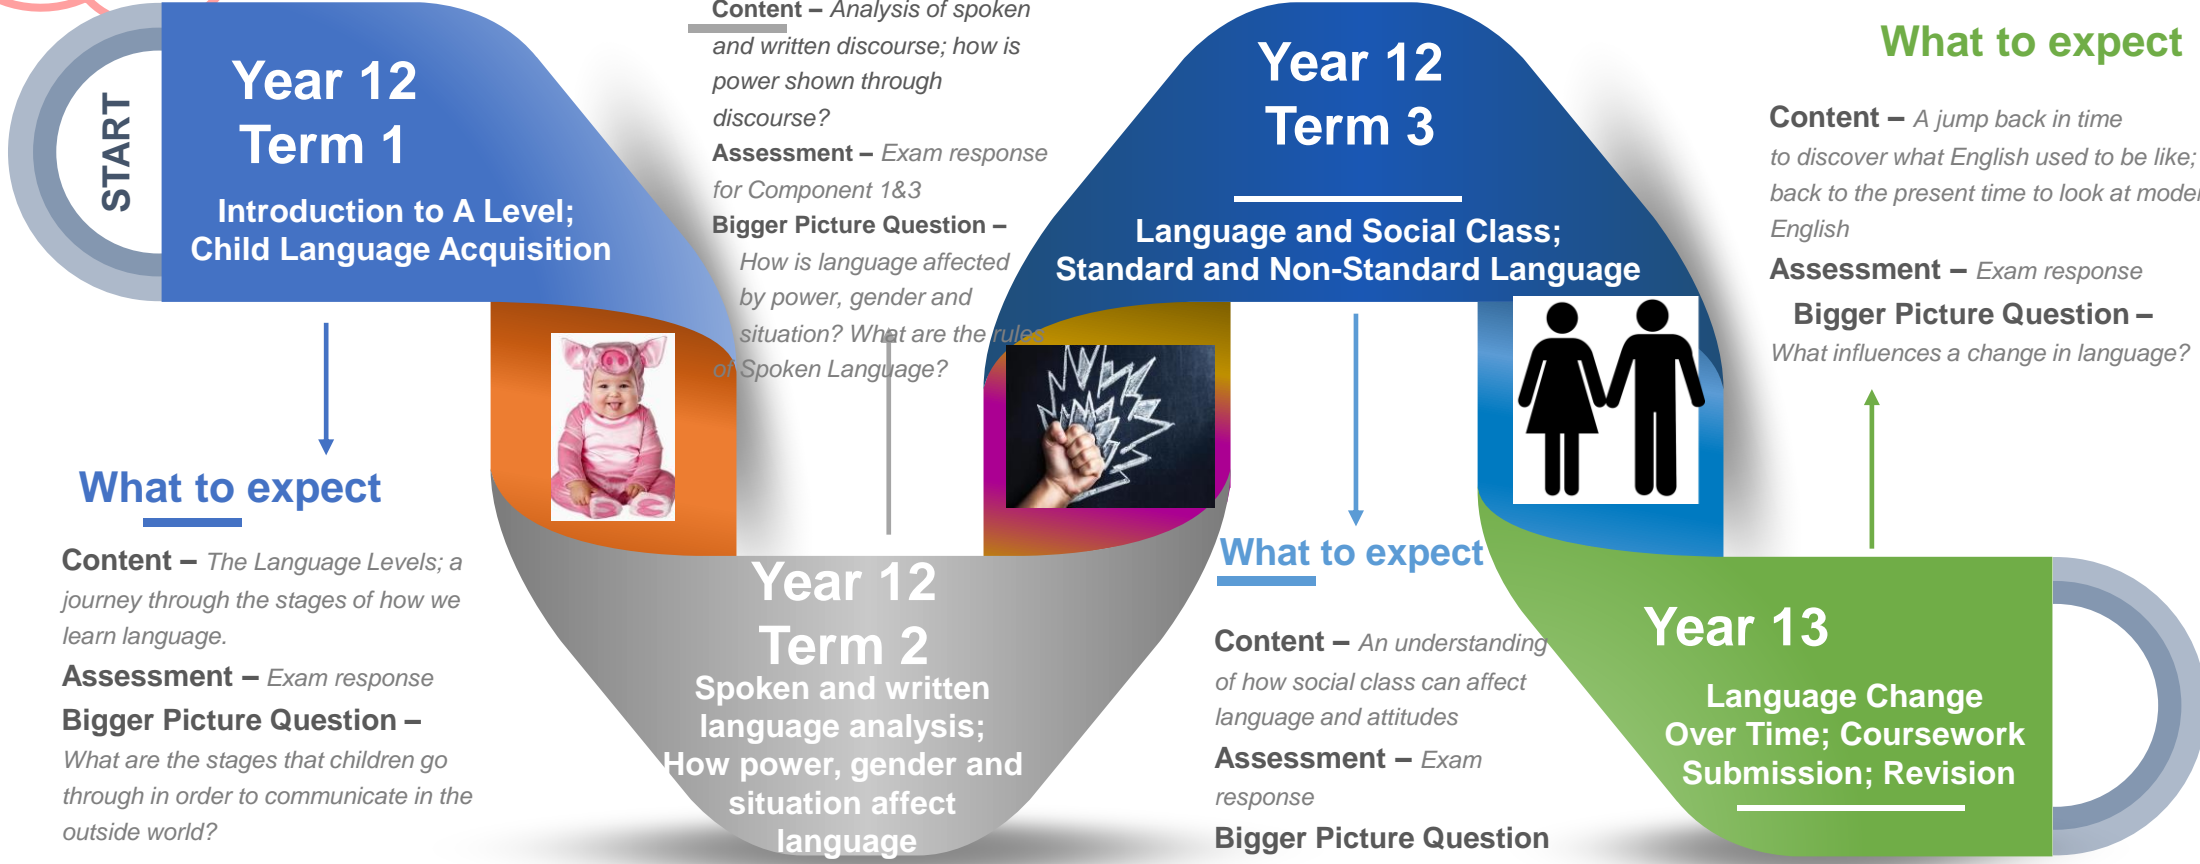 START
Year 12
Term 1
Introduction to A Level;
Child Language Acquisition
What to expect
Content – The Language Levels; a
journey through the stages of how we
learn language.
Assessment – Exam response
Bigger Picture Question –
What are the stages that children go
through in order to communicate in the
outside world?
Content – Analysis of spoken
and written discourse; how is
power shown through
discourse?
Assessment – Exam response
for Component 1&3
Bigger Picture Question –
How is language affected
by power, gender and
situation? What are the rules
of Spoken Language?
Year 12
Term 2
Spoken and written
language analysis;
How power, gender and
situation affect
language
Year 12
Term 3
Language and Social Class;
Standard and Non-Standard Language
What to expect
Content – An understanding
of how social class can affect
language and attitudes
Assessment – Exam
response
Bigger Picture Question
What to expect
Content – A jump back in time
to discover what English used to be like;
back to the present time to look at
English
Assessment – Exam response
Bigger Picture Question –
What influences a change in language?
Year 13
Language Change
Over Time; Coursework
Submission; Revision